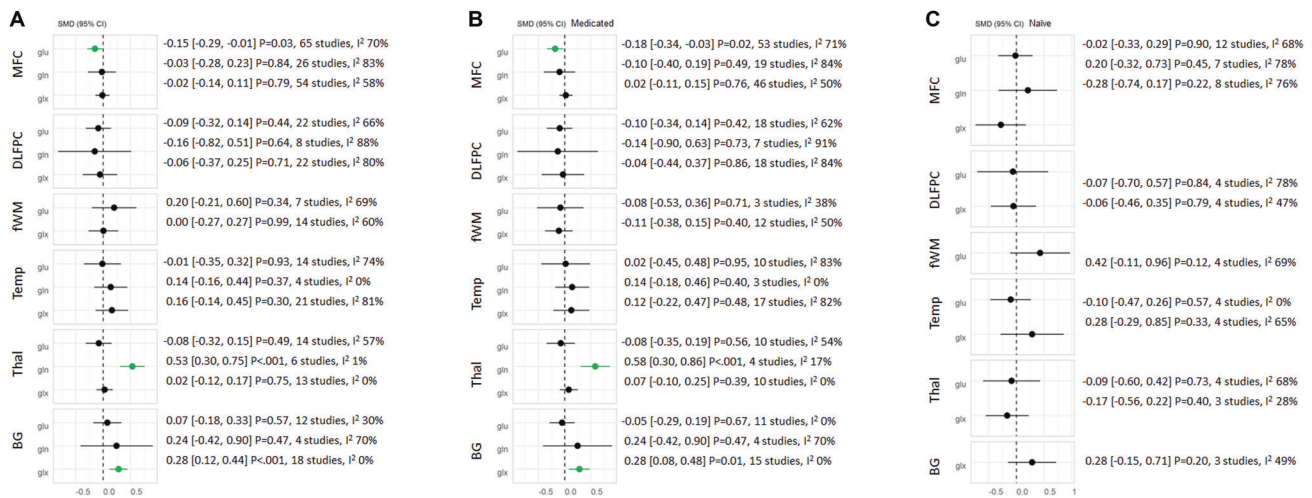 A
SMD (95% CI)
MFC
glu
-0.15 [-0.29, -0.01] P=0.03, 65 studies, I² 70%
gln
-0.03 [-0.28, 0.23] P=0.84, 26 studies, I² 83%
glx
-0.02 [-0.14, 0.11] P=0.79, 54 studies, I² 58%
DLFPC
glu
-0.09 [-0.32, 0.14] P=0.44, 22 studies, I² 66%
gln
-0.16 [-0.82, 0.51] P=0.64, 8 studies, I² 88%
glx
-0.06 [-0.37, 0.25] P=0.71, 22 studies, I² 80%
fWM
glu
0.20 [-0.21, 0.60] P=0.34, 7 studies, I² 69%
glx
0.00 [-0.27, 0.27] P=0.99, 14 studies, I² 60%
Temp
glu
-0.01 [-0.35, 0.32] P=0.93, 14 studies, I² 74%
gln
0.14 [-0.16, 0.44] P=0.37, 4 studies, I² 0%
glx
0.16 [-0.14, 0.45] P=0.30, 21 studies, I² 81%
Thal
glu
-0.08 [-0.32, 0.15] P=0.49, 14 studies, I² 57%
gln
0.53 [0.30, 0.75] P<.001, 6 studies, I² 1%
glx
0.02 [-0.12, 0.17] P=0.75, 13 studies, I² 0%
BG
glu
0.07 [-0.18, 0.33] P=0.57, 12 studies, I² 30%
gln
0.24 [-0.42, 0.90] P=0.47, 4 studies, I² 70%
glx
0.28 [0.12, 0.44] P<.001, 18 studies, I² 0%
-0.5 0.0 0.5
B
SMD (95% CI) Medicated
MFC
glu
-0.18 [-0.34, -0.03] P=0.02, 53 studies, I² 71%
gln
-0.10 [-0.40, 0.19] P=0.49, 19 studies, I² 84%
glx
0.02 [-0.11, 0.15] P=0.76, 46 studies, I² 50%
DLFPC
glu
-0.10 [-0.34, 0.14] P=0.42, 18 studies, I² 62%
gln
-0.14 [-0.90, 0.63] P=0.73, 7 studies, I² 91%
glx
-0.04 [-0.44, 0.37] P=0.86, 18 studies, I² 84%
fWM
glu
-0.08 [-0.53, 0.36] P=0.71, 3 studies, I² 38%
glx
-0.11 [-0.38, 0.15] P=0.40, 12 studies, I² 50%
Temp
glu
0.02 [-0.45, 0.48] P=0.95, 10 studies, I² 83%
gln
0.14 [-0.18, 0.46] P=0.40, 3 studies, I² 0%
glx
0.12 [-0.22, 0.47] P=0.48, 17 studies, I² 82%
Thal
glu
-0.08 [-0.35, 0.19] P=0.56, 10 studies, I² 54%
gln
0.58 [0.30, 0.86] P<.001, 4 studies, I² 17%
glx
0.07 [-0.10, 0.25] P=0.39, 10 studies, I² 0%
BG
glu
-0.05 [-0.29, 0.19] P=0.67, 11 studies, I² 0%
gln
0.24 [-0.42, 0.90] P=0.47, 4 studies, I² 70%
glx
0.28 [0.08, 0.48] P=0.01, 15 studies, I² 0%
-0.5 0.0 0.5
C
SMD (95% CI) Naïve
MFC
glu
-0.02 [-0.33, 0.29] P=0.90, 12 studies, I² 68%
gln
0.20 [-0.32, 0.73] P=0.45, 7 studies, I² 78%
glx
-0.28 [-0.74, 0.17] P=0.22, 8 studies, I² 76%
DLFPC
glu
-0.07 [-0.70, 0.57] P=0.84, 4 studies, I² 78%
glx
-0.06 [-0.46, 0.35] P=0.79, 4 studies, I² 47%
fWM
glu
0.42 [-0.11, 0.96] P=0.12, 4 studies, I² 69%
Temp
glu
-0.10 [-0.47, 0.26] P=0.57, 4 studies, I² 0%
glx
0.28 [-0.29, 0.85] P=0.33, 4 studies, I² 65%
Thal
glu
-0.09 [-0.60, 0.42] P=0.73, 4 studies, I² 68%
glx
-0.17 [-0.56, 0.22] P=0.40, 3 studies, I² 28%
BG
glx
0.28 [-0.15, 0.71] P=0.20, 3 studies, I² 49%
-0.5 0.0 0.5 1